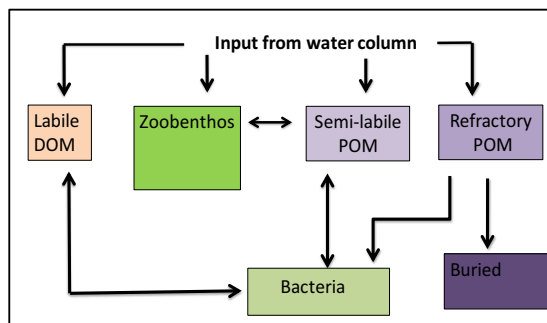 Input from water column
Labile
DOM
Zoobenthos
Semi-labile
POM
Refractory
POM
Bacteria
Buried